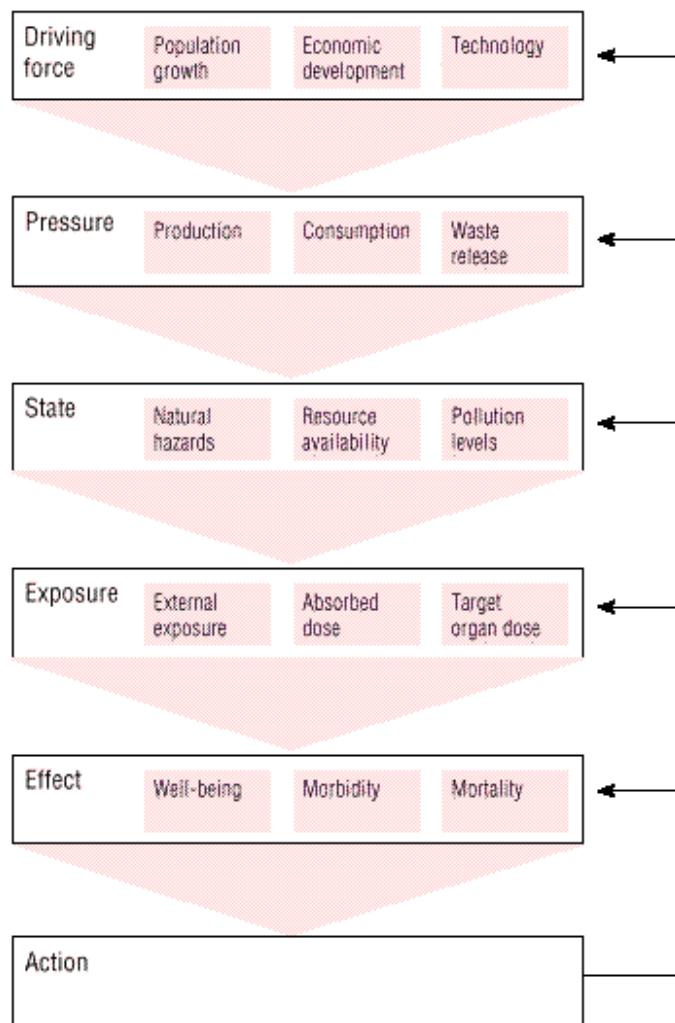 Driving
force
Population
growth
Economic
development
Technology
Pressure
Production
Consumption
Waste
release
State
Natural
hazards
Resource
availability
Pollution
levels
Exposure
External
exposure
Absorbed
dose
Target
organ dose
Effect
Well-being
Morbidity
Mortality
Action